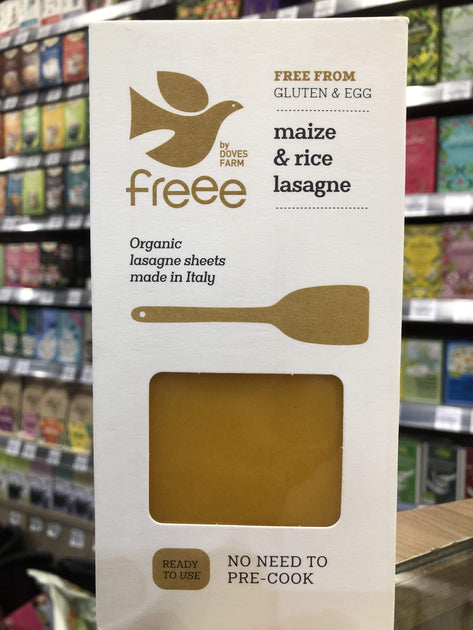 FREE FROM
GLUTEN & EGG
maize
& rice
lasagne
by
DOVES
FARM
freee
Organic
lasagne sheets
made in Italy
READY
TO USE
NO NEED TO
PRE-COOK